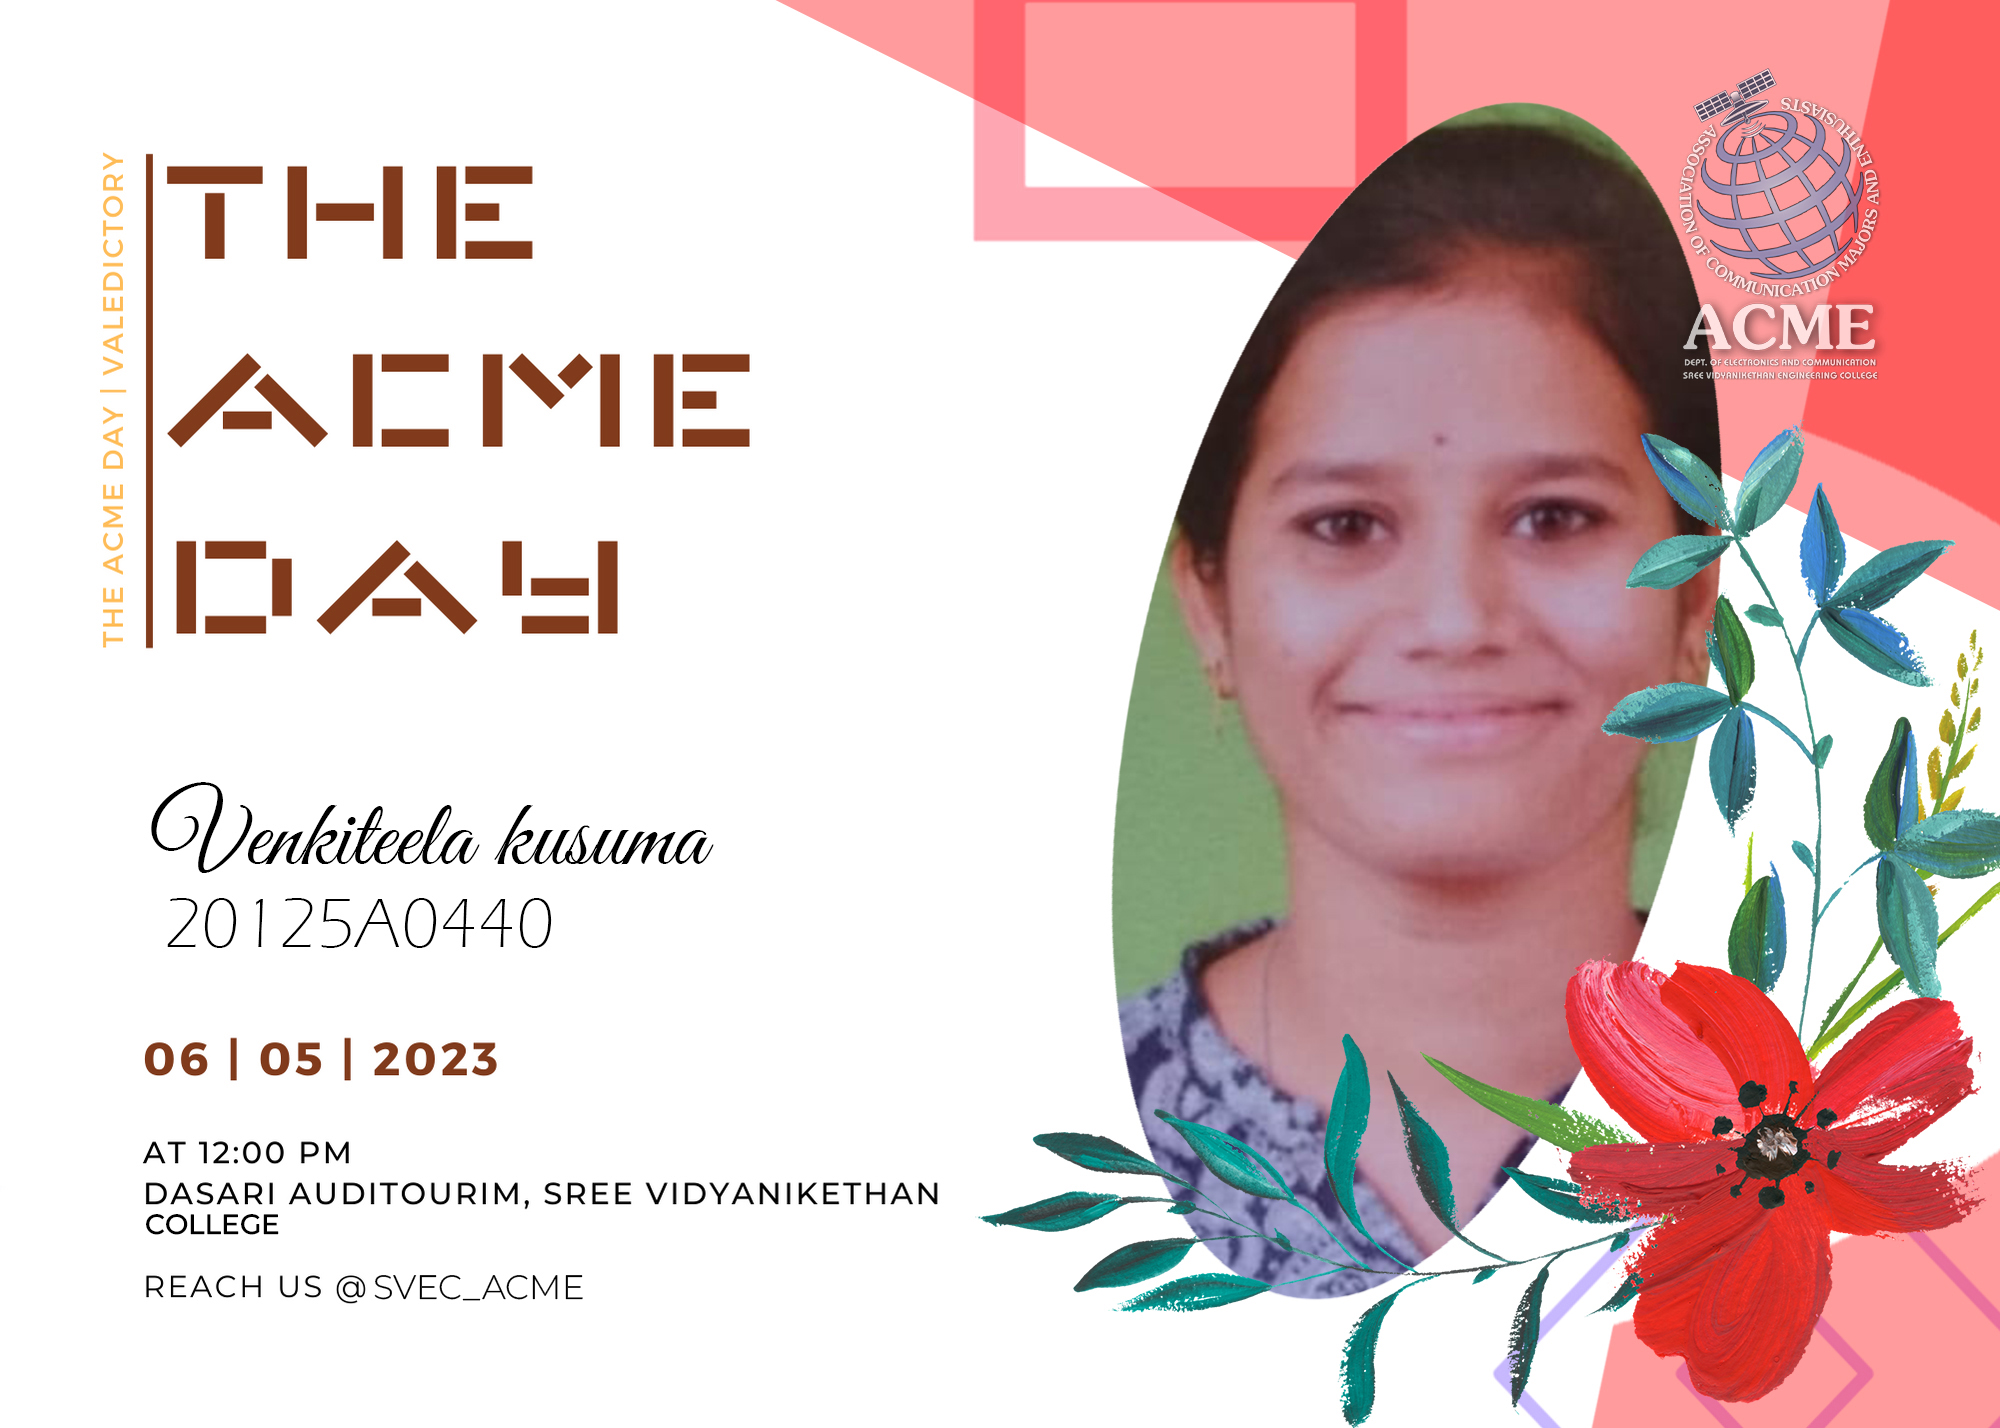 THE ACME DAY | VALEDICTORY
THE
ACME
DAY
Venkiteela kusuma
20125A0440
06 | 05 | 2023
AT 12:00 PM
DASARI AUDITOURIM, SREE VIDYANIKETHAN
COLLEGE
REACH US @SVEC_ACME
ASSOCIATION OF COMMUNICATION MAJORS AND ENTHUSIASTS
ACME
DEPT. OF ELECTRONICS AND COMMUNICATION
SREE VIDYANIKETHAN ENGINEERING COLLEGE